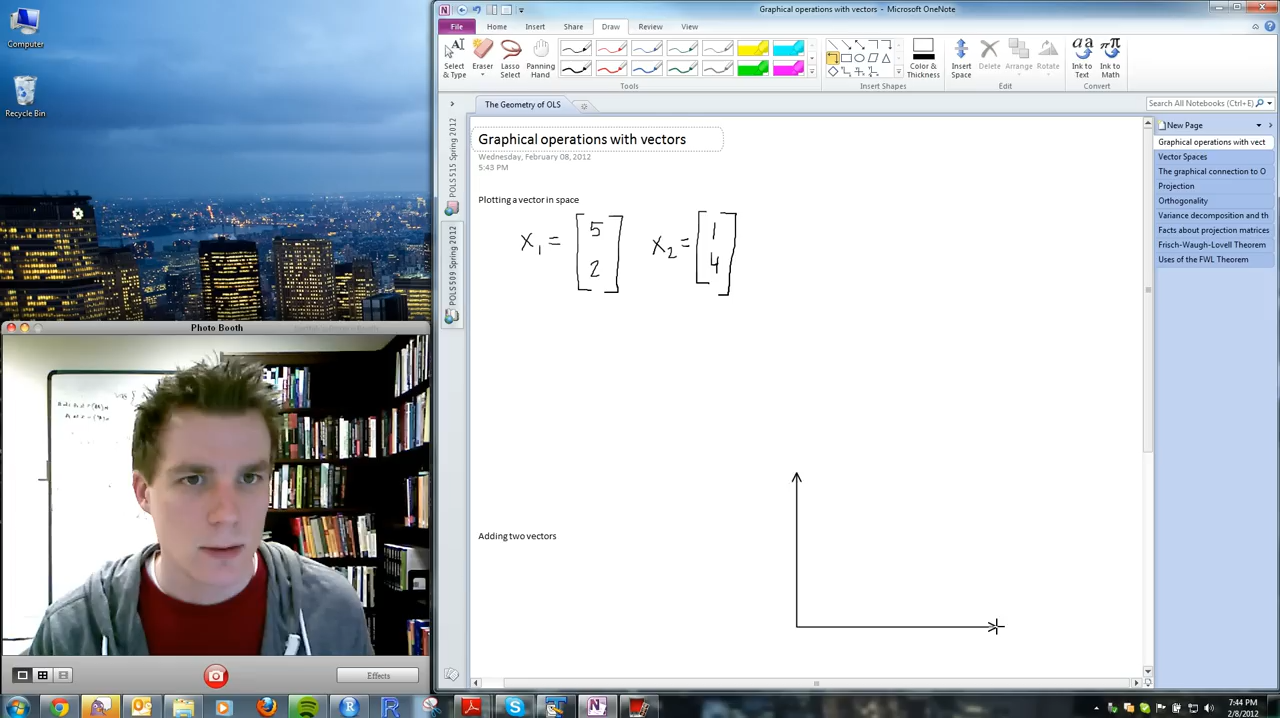 Computer
Recycle Bin
Graphical operations with vectors - Microsoft OneNote
File Home Insert Share Draw Review View
Select & Type
Eraser
Lasso Select
Panning Hand
Color & Thickness
Insert Space
Delete
Arrange
Rotate
Ink to Text
Ink to Math
Tools Insert Shapes Edit Convert
The Geometry of OLS
Search All Notebooks (Ctrl+E)
POLS 515 Spring 2012
POLS 509 Spring 2012
New Page
Graphical operations with vect
Vector Spaces
The graphical connection to O
Projection
Orthogonality
Variance decomposition and th
Facts about projection matrices
Frisch-Waugh-Lovell Theorem
Uses of the FWL Theorem
Graphical operations with vectors
Wednesday, February 08, 2012
5:43 PM
Plotting a vector in space
X1 = [5 2] X2 = [1 4]
Adding two vectors
Photo Booth
Effects
7:44 PM
2/8/2012